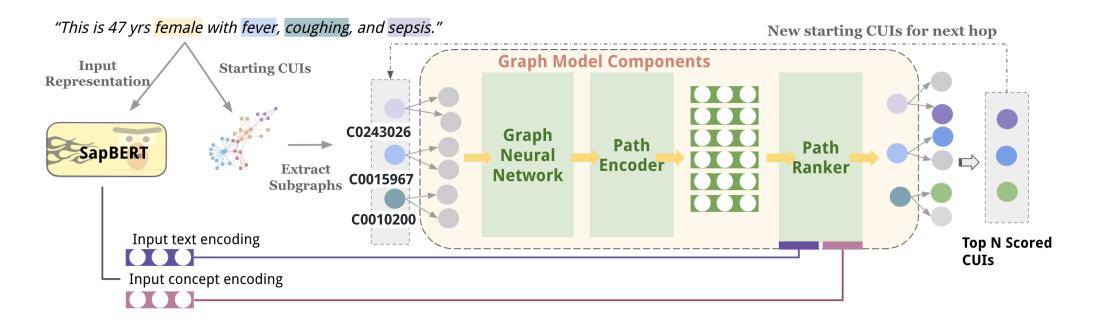 “This is 47 yrs female with fever, coughing, and sepsis.”
New starting CUIs for next hop
Input
Representation
Starting CUIs
Graph Model Components
SapBERT
Extract
Subgraphs
C0243026
C0015967
C0010200
Graph
Neural
Network
Path
Encoder
Path
Ranker
Top N Scored
CUIs
Input text encoding
Input concept encoding